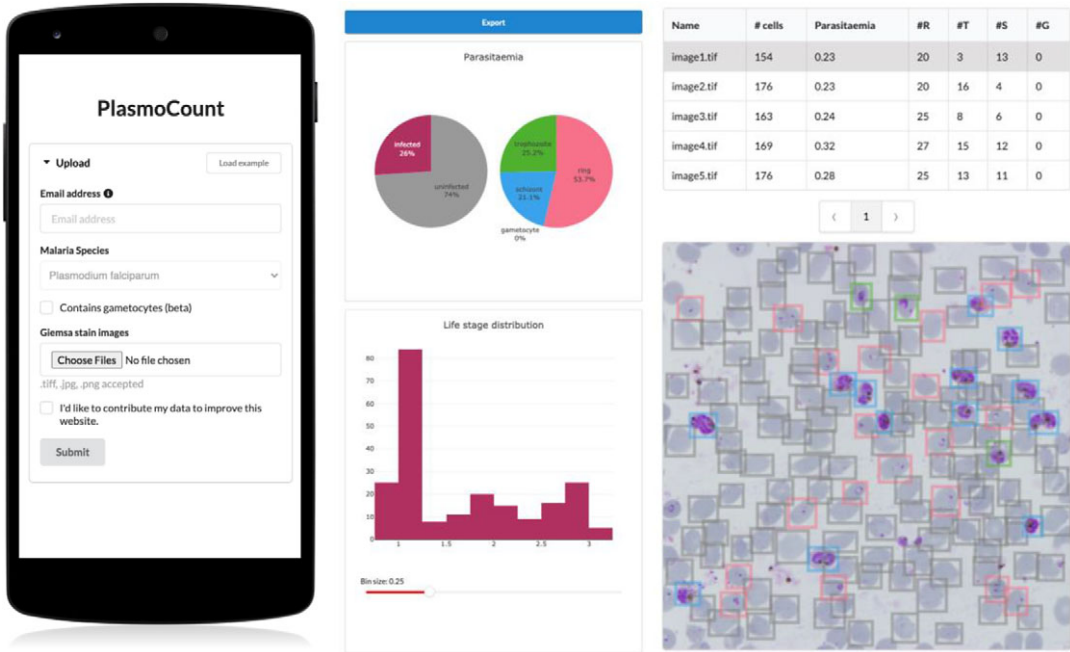 PlasmoCount
Upload
Load example
Email address
Email address
Malaria Species
Plasmodium falciparum
Contains gametocytes (beta)
Giemsa stain images
Choose Files No file chosen
.tiff, .jpg, .png accepted
I'd like to contribute my data to improve this
website.
Submit
Export
Parasitaemia
infected
26%
uninfected
74%
trophozoite
25.2%
ring
53.7%
schizont
21.1%
gametocyte
0%
Life stage distribution
80
70
60
50
40
30
20
10
0
1 1.5 2 2.5 3
Bin size: 0.25
Name # cells Parasitaemia #R #T #S #G
image1.tif 154 0.23 20 3 13 0
image2.tif 176 0.23 20 16 4 0
image3.tif 163 0.24 25 8 6 0
image4.tif 169 0.32 27 15 12 0
image5.tif 176 0.28 25 13 11 0
1